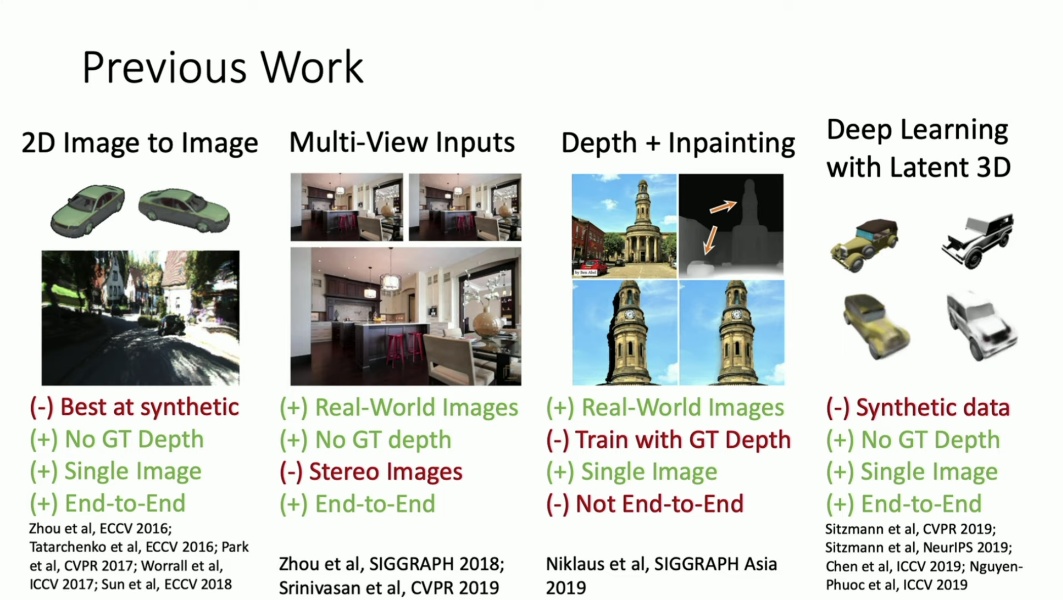 Previous Work
2D Image to Image
(-) Best at synthetic
(+) No GT Depth
(+) Single Image
(+) End-to-End
Zhou et al, ECCV 2016;
Tatarchenko et al, ECCV 2016; Park
et al, CVPR 2017; Worrall et al,
ICCV 2017; Sun et al, ECCV 2018
Multi-View Inputs
(+) Real-World Images
(+) No GT depth
(-) Stereo Images
(+) End-to-End
Zhou et al, SIGGRAPH 2018;
Srinivasan et al, CVPR 2019
Depth + Inpainting
by Ben Abel
(+) Real-World Images
(-) Train with GT Depth
(+) Single Image
(-) Not End-to-End
Niklaus et al, SIGGRAPH Asia
2019
Deep Learning
with Latent 3D
(-) Synthetic data
(+) No GT Depth
(+) Single Image
(+) End-to-End
Sitzmann et al, CVPR 2019;
Sitzmann et al, NeurIPS 2019;
Chen et al, ICCV 2019; Nguyen-
Phuoc et al, ICCV 2019